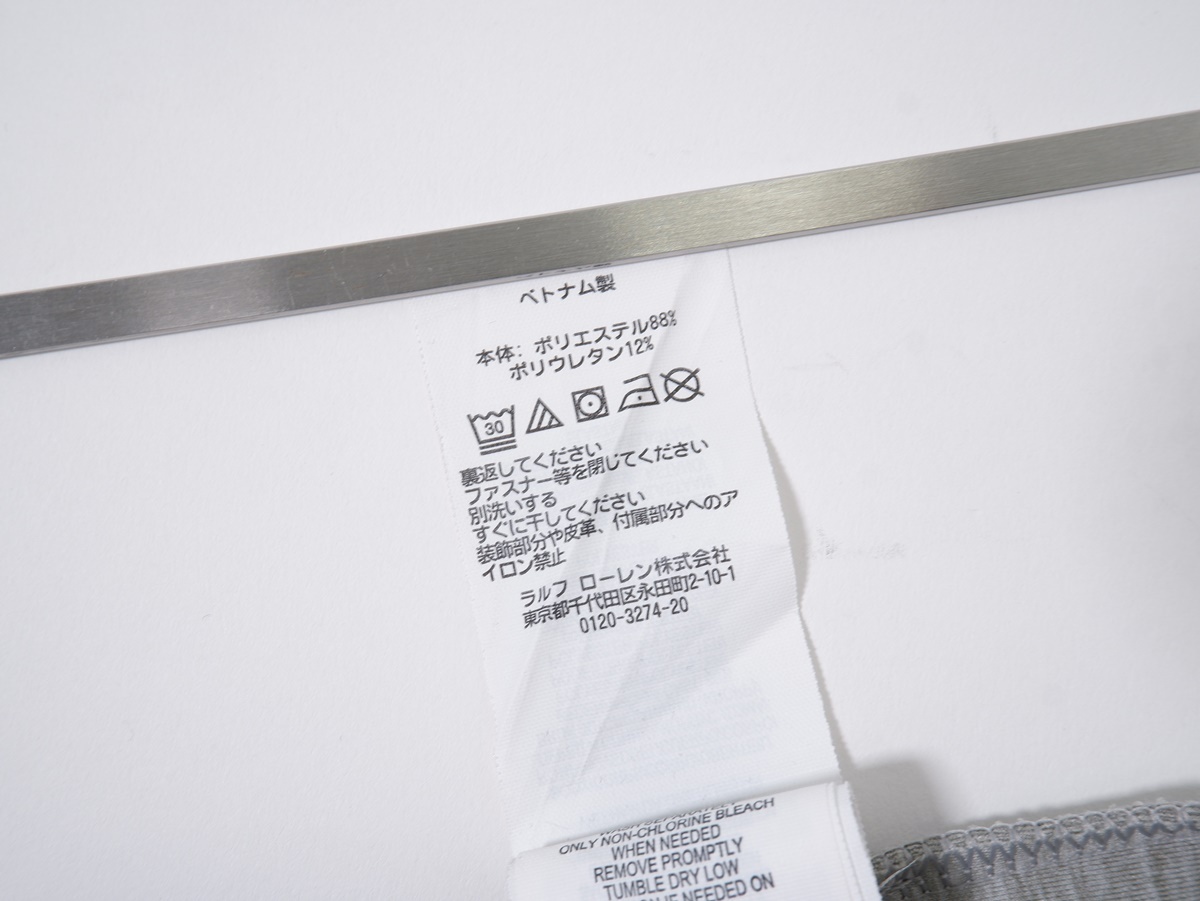 ベトナム製
本体: ポリエステル88%
ポリウレタン12%
30
裏返してください
ファスナー等を閉じてください
別洗いする
すぐに干してください
装飾部分や皮革、付属部分へのア
イロン禁止
ラルフ ローレン株式会社
東京都千代田区永田町2-10-1
0120-3274-20
ONLY NON-CHLORINE BLEACH
WHEN NEEDED
REMOVE PROMPTLY
TUMBLE DRY LOW
IF NEEDED ON